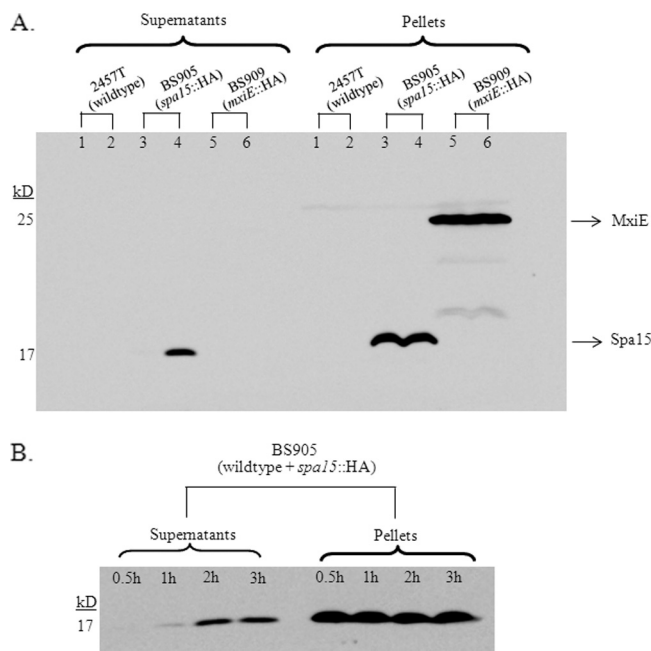 A.
Supernatants Pellets
2457T (wildtype) BS905 (spa15::HA) BS909 (mxiE::HA) 2457T (wildtype) BS905 (spa15::HA) BS909 (mxiE::HA)
1 2 3 4 5 6 1 2 3 4 5 6
kD
25 MxiE
17 Spa15
B.
BS905
(wildtype + spa15::HA)
Supernatants Pellets
0.5h 1h 2h 3h 0.5h 1h 2h 3h
kD
17